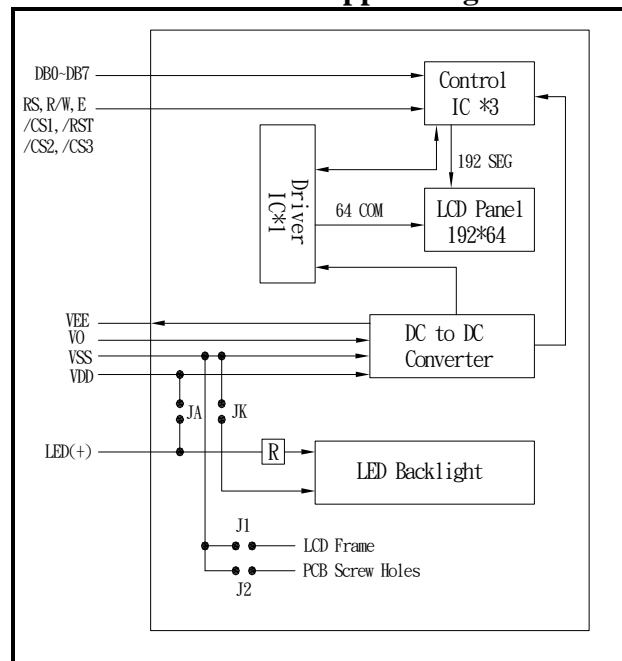 DB0~DB7
RS, R/W, E
/CS1, /RST
/CS2, /CS3
Control
IC *3
192 SEG
Driver
IC*1
64 COM
LCD Panel
192*64
VEE
VO
VSS
VDD
DC to DC
Converter
JA
JK
LED(+)
R
LED Backlight
J1
LCD Frame
PCB Screw Holes
J2